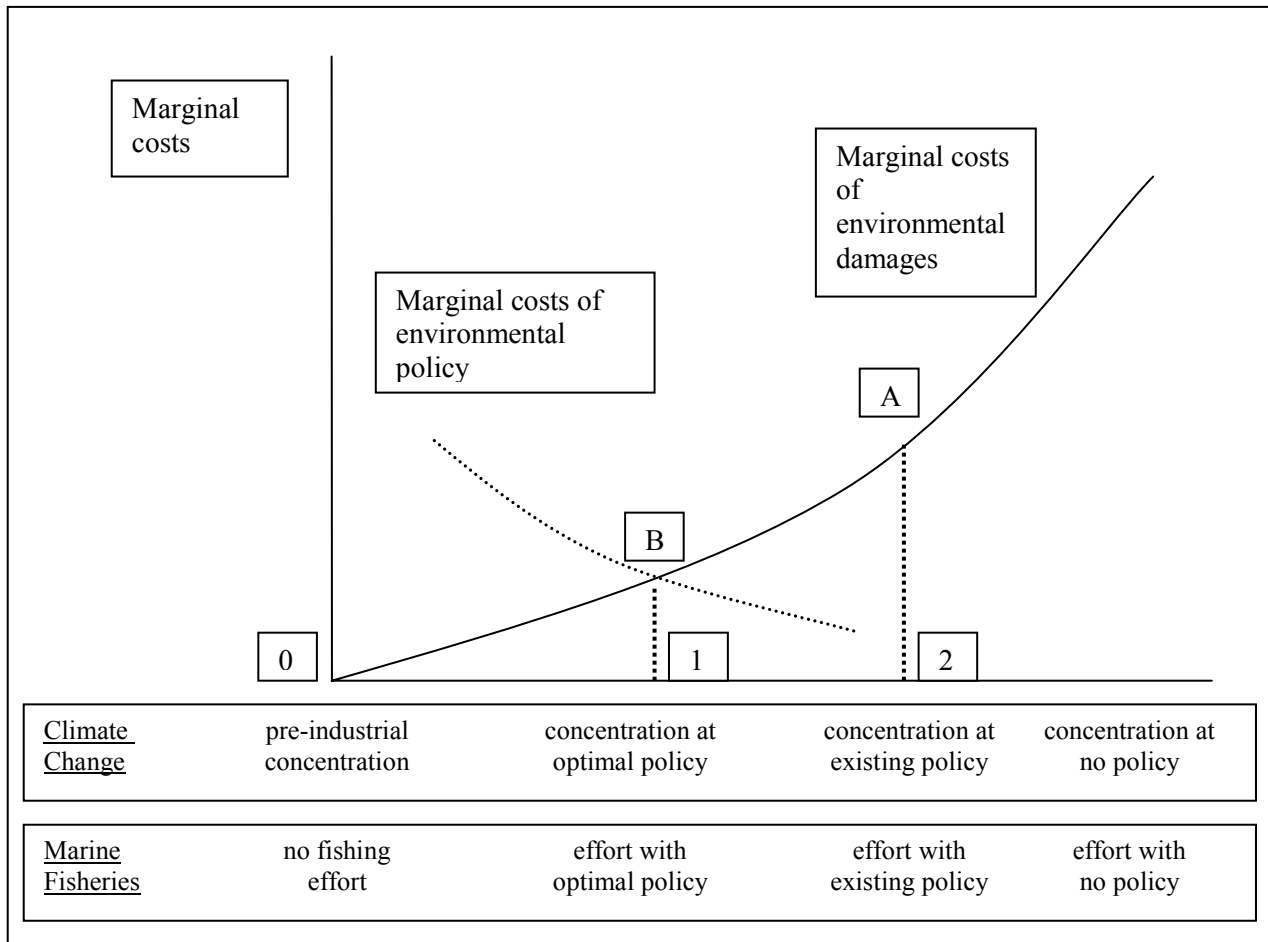 Marginal
costs
Marginal costs
of
environmental
damages
Marginal costs of
environmental
policy
A
B
0
1
2
Climate
Change
pre-industrial
concentration
concentration at
optimal policy
concentration at
existing policy
concentration at
no policy
Marine
Fisheries
no fishing
effort
effort with
optimal policy
effort with
existing policy
effort with
no policy